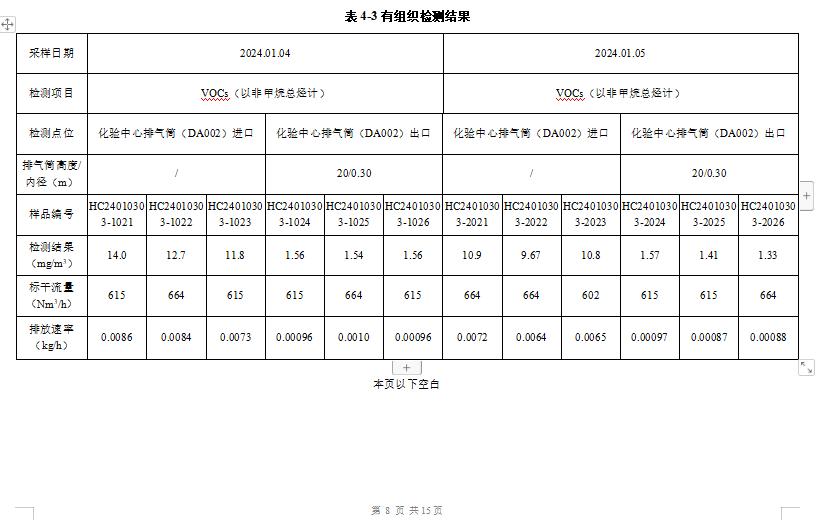 表 4-3 有组织检测结果
采样日期 2024.01.04 2024.01.05
检测项目 VOCs（以非甲烷总烃计） VOCs（以非甲烷总烃计）
检测点位 化验中心排气筒（DA002）进口 化验中心排气筒（DA002）出口 化验中心排气筒（DA002）进口 化验中心排气筒（DA002）出口
排气筒高度/
内径（m） / 20/0.30 / 20/0.30
样品编号 HC24010303-1021 HC24010303-1022 HC24010303-1023 HC24010303-1024 HC24010303-1025 HC24010303-1026 HC24010303-2021 HC24010303-2022 HC24010303-2023 HC24010303-2024 HC24010303-2025 HC24010303-2026
检测结果
（mg/m³） 14.0 12.7 11.8 1.56 1.54 1.56 10.9 9.67 10.8 1.57 1.41 1.33
标干流量
（Nm³/h） 615 664 615 615 664 615 664 664 602 615 615 664
排放速率
（kg/h） 0.0086 0.0084 0.0073 0.00096 0.0010 0.00096 0.0072 0.0064 0.0065 0.00097 0.00087 0.00088
本页以下空白
第 8 页 共 15 页